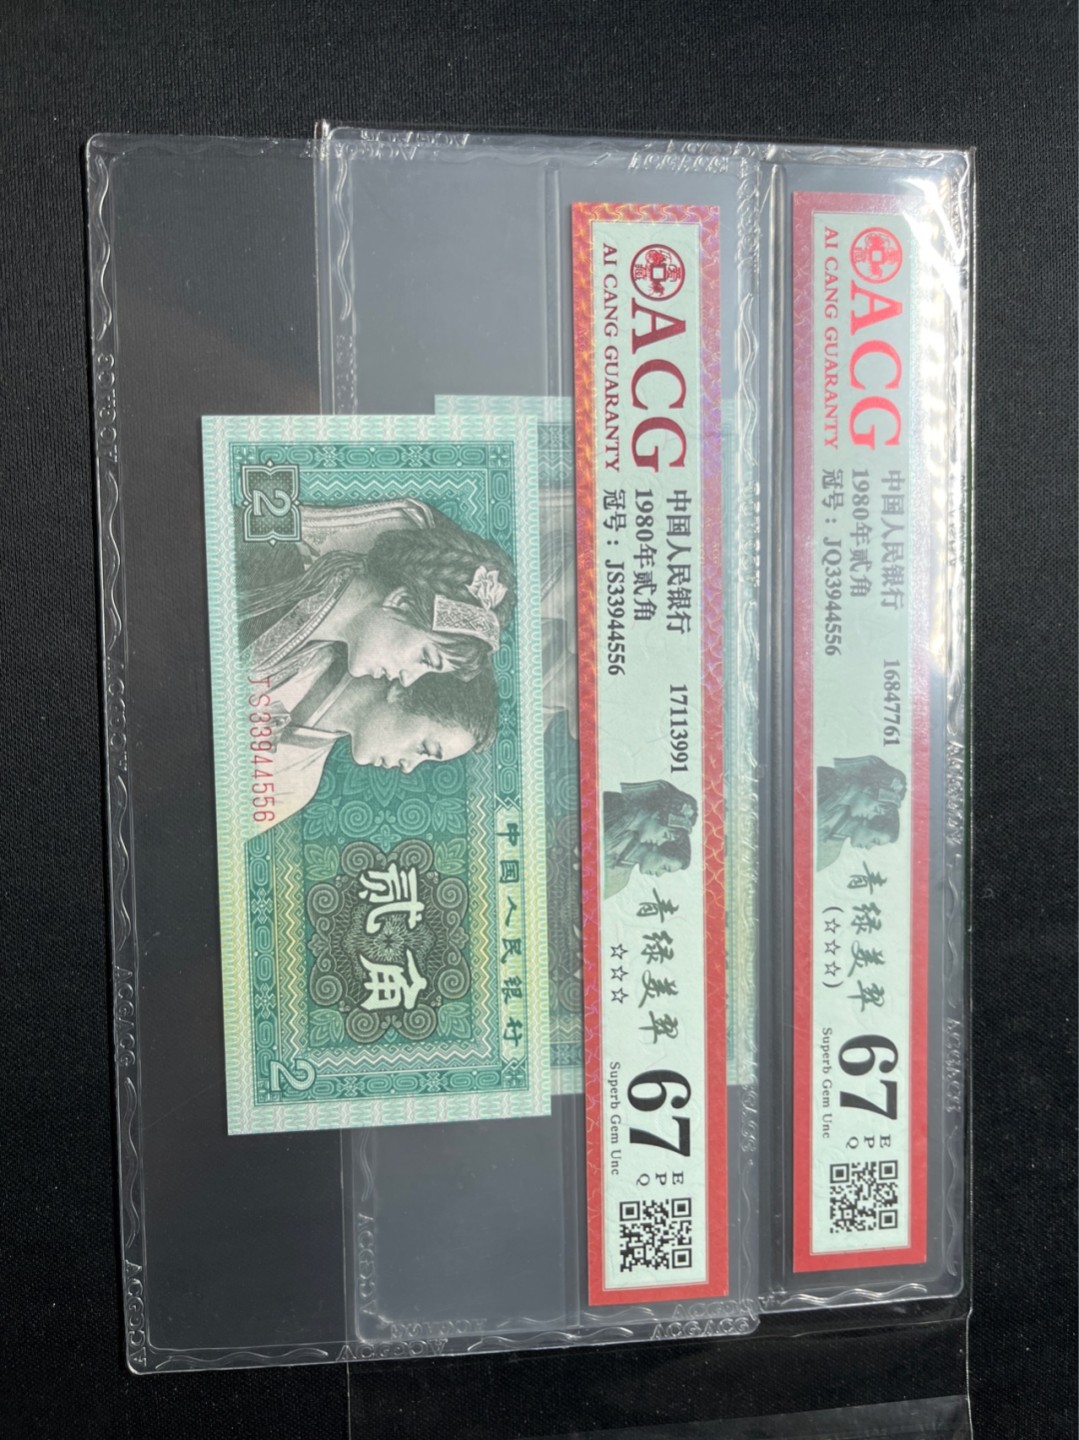 ACG
AI CANG GUARANTY
中国人民银行 16847761
1980年贰角
冠号：JQ33944556
青绿美翠
(☆☆☆)
67 EPQ
Superb Gem Unc
ACG
AI CANG GUARANTY
中国人民银行 17113991
1980年贰角
冠号：JS33944556
青绿美翠
☆☆☆
67 EPQ
Superb Gem Unc
中国人民银行
贰角
2
2
JS33944556